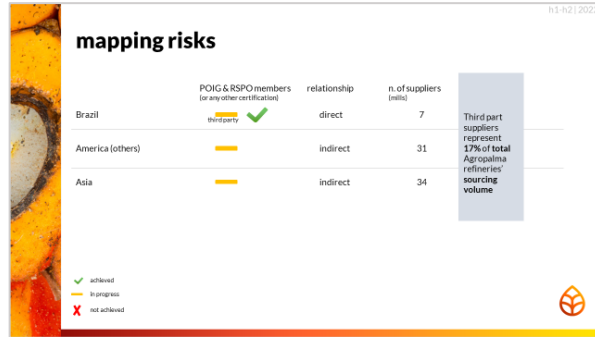 h1-h2 | 202
mapping risks
POIG & RSPO members relationship n. of suppliers
(or any other certification) (mills)
Brazil third party direct 7
America (others) indirect 31
Asia indirect 34
Third part
suppliers
represent
17% of total
Agropalma
refineries'
sourcing
volume
achieved
In progress
not achieved